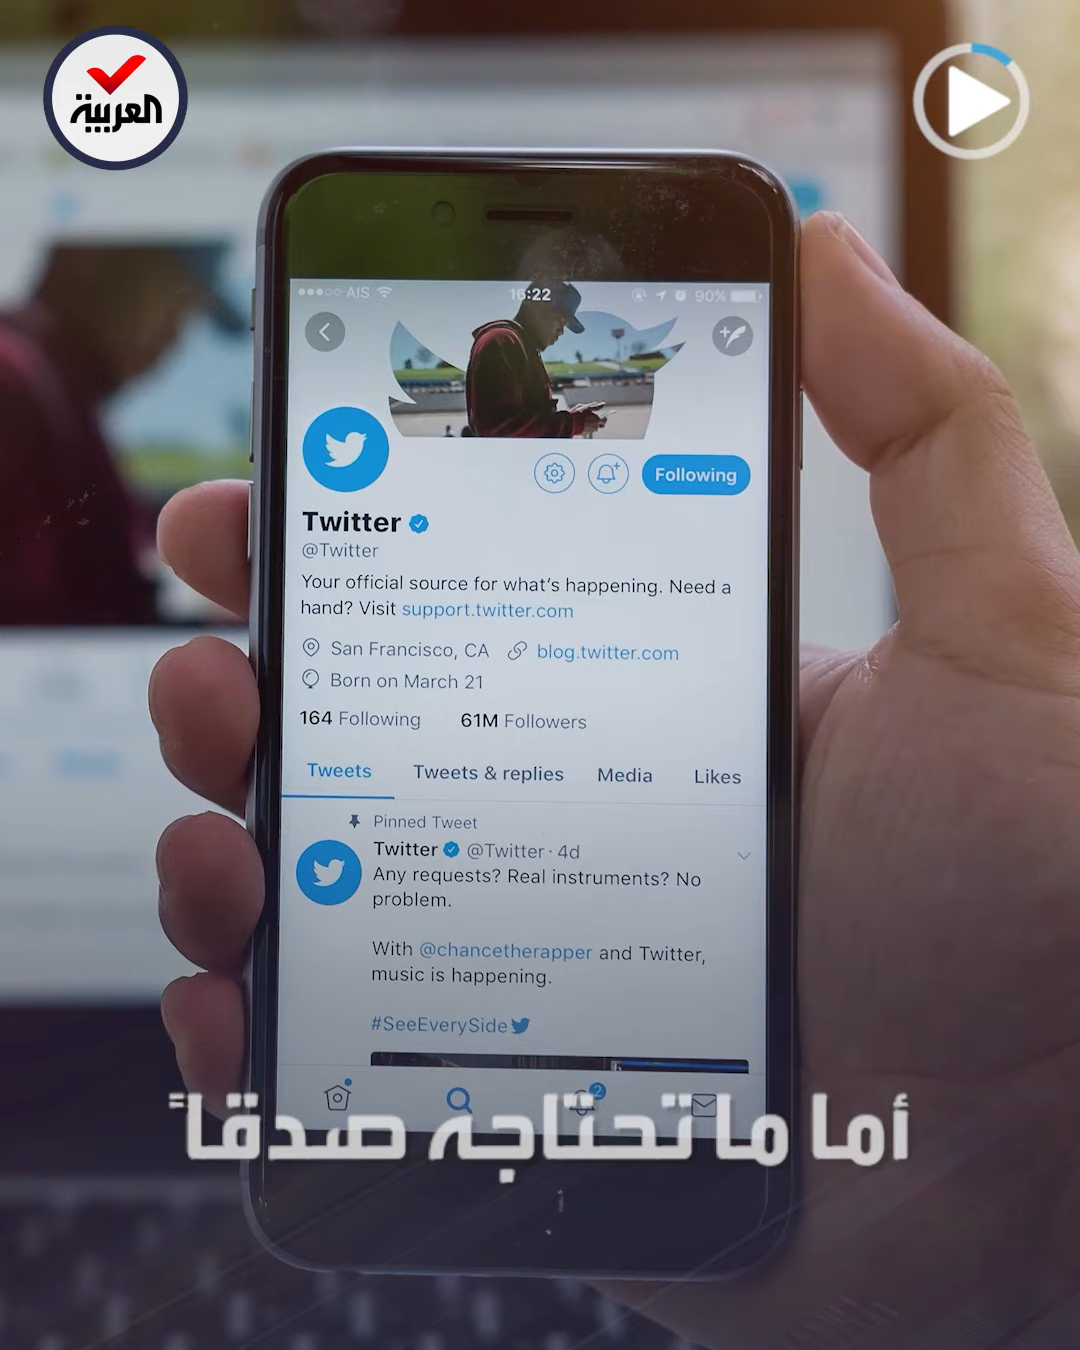 العربية
AIS
16:22
90%
Following
Twitter
@Twitter
Your official source for what's happening. Need a
hand? Visit support.twitter.com
San Francisco, CA
blog.twitter.com
Born on March 21
164 Following
61M Followers
Tweets
Tweets & replies
Media
Likes
Pinned Tweet
Twitter @Twitter · 4d
Any requests? Real instruments? No
problem.
With @chancetherapper and Twitter,
music is happening.
#SeeEverySide
2
أما ما تحتاجه صدقاً